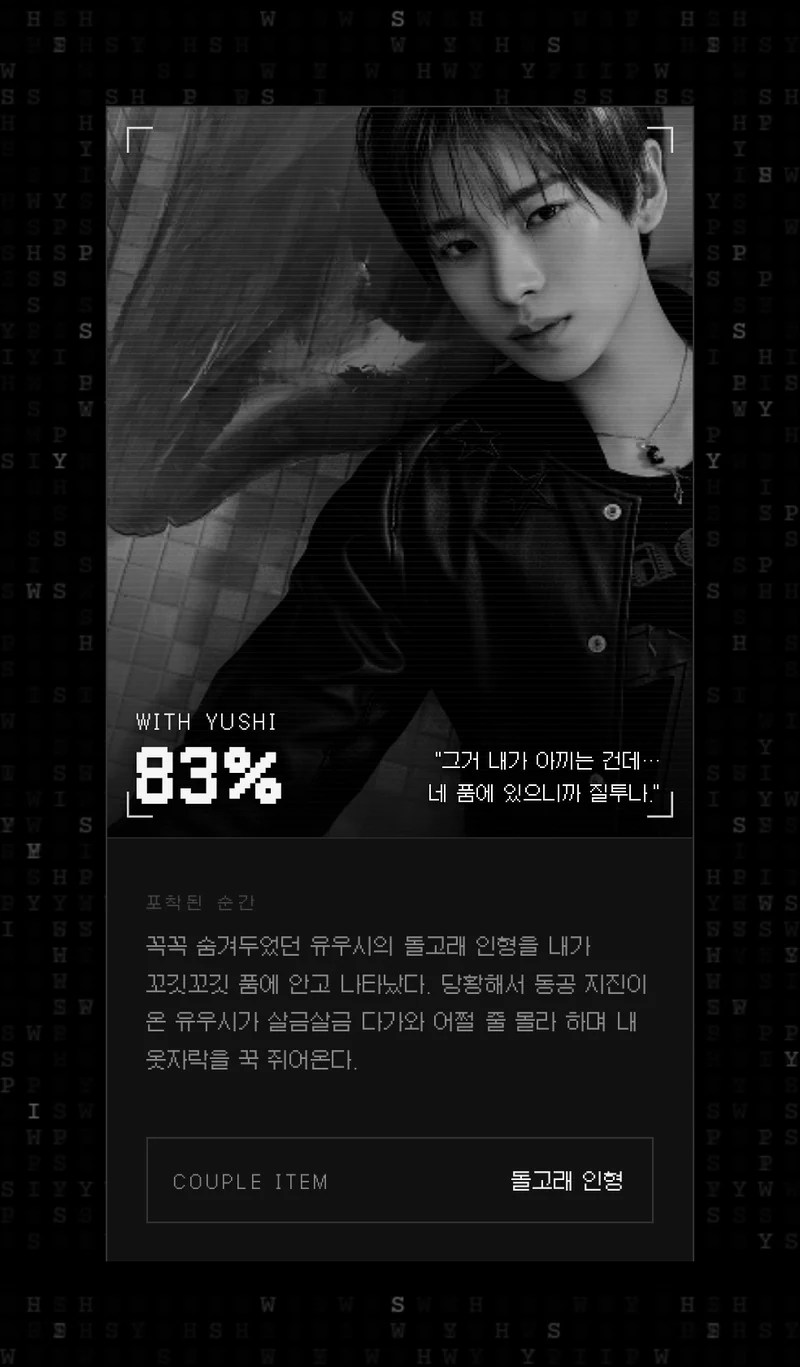 WITH YUSHI
83%
"그거 내가 아끼는 건데…
네 품에 있으니까 질투나."
포착된 순간
꼭꼭 숨겨두었던 유우시의 돌고래 인형을 내가
꼬깃꼬깃 품에 안고 나타났다. 당황해서 동공 지진이
온 유우시가 살금살금 다가와 어쩔 줄 몰라 하며 내
옷자락을 꾹 쥐어온다.
COUPLE ITEM 돌고래 인형